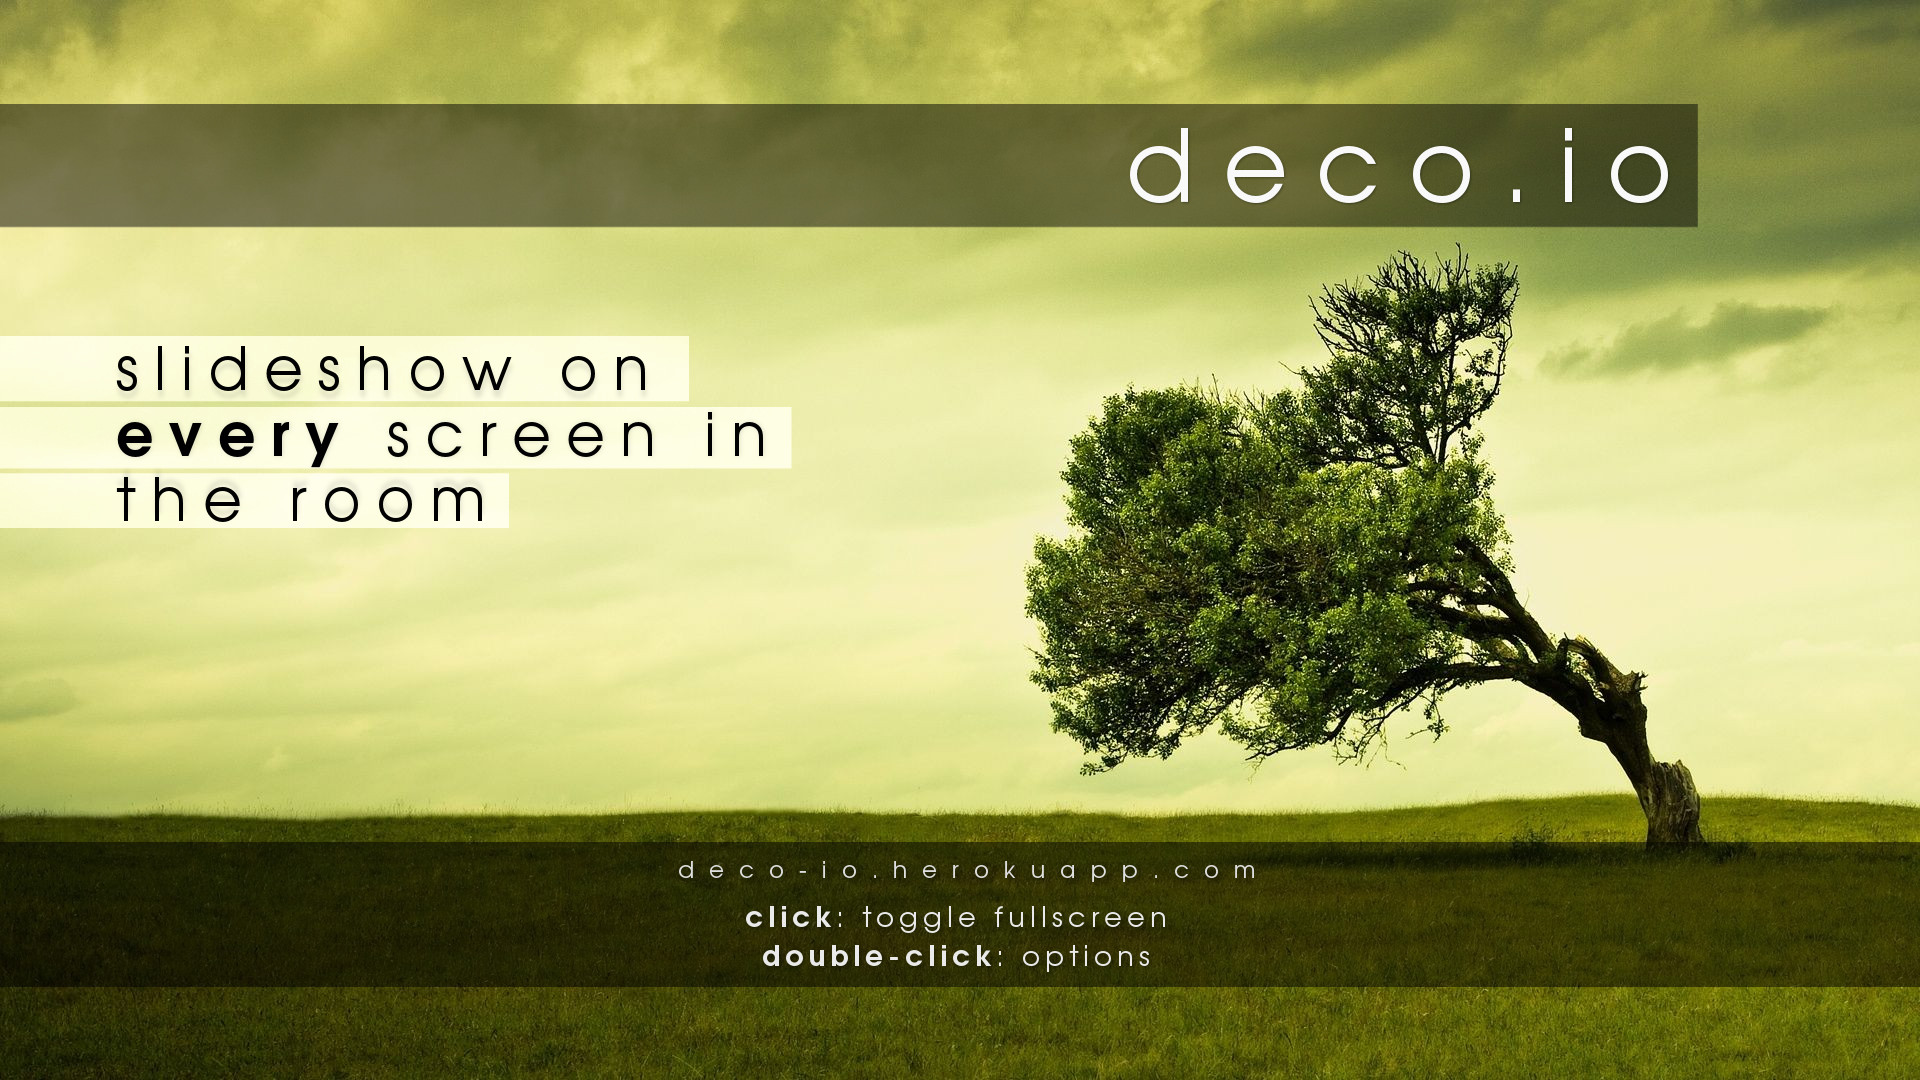 deco.io
slideshow on
every screen in
the room
deco-io.herokuapp.com
click: toggle fullscreen
double-click: options